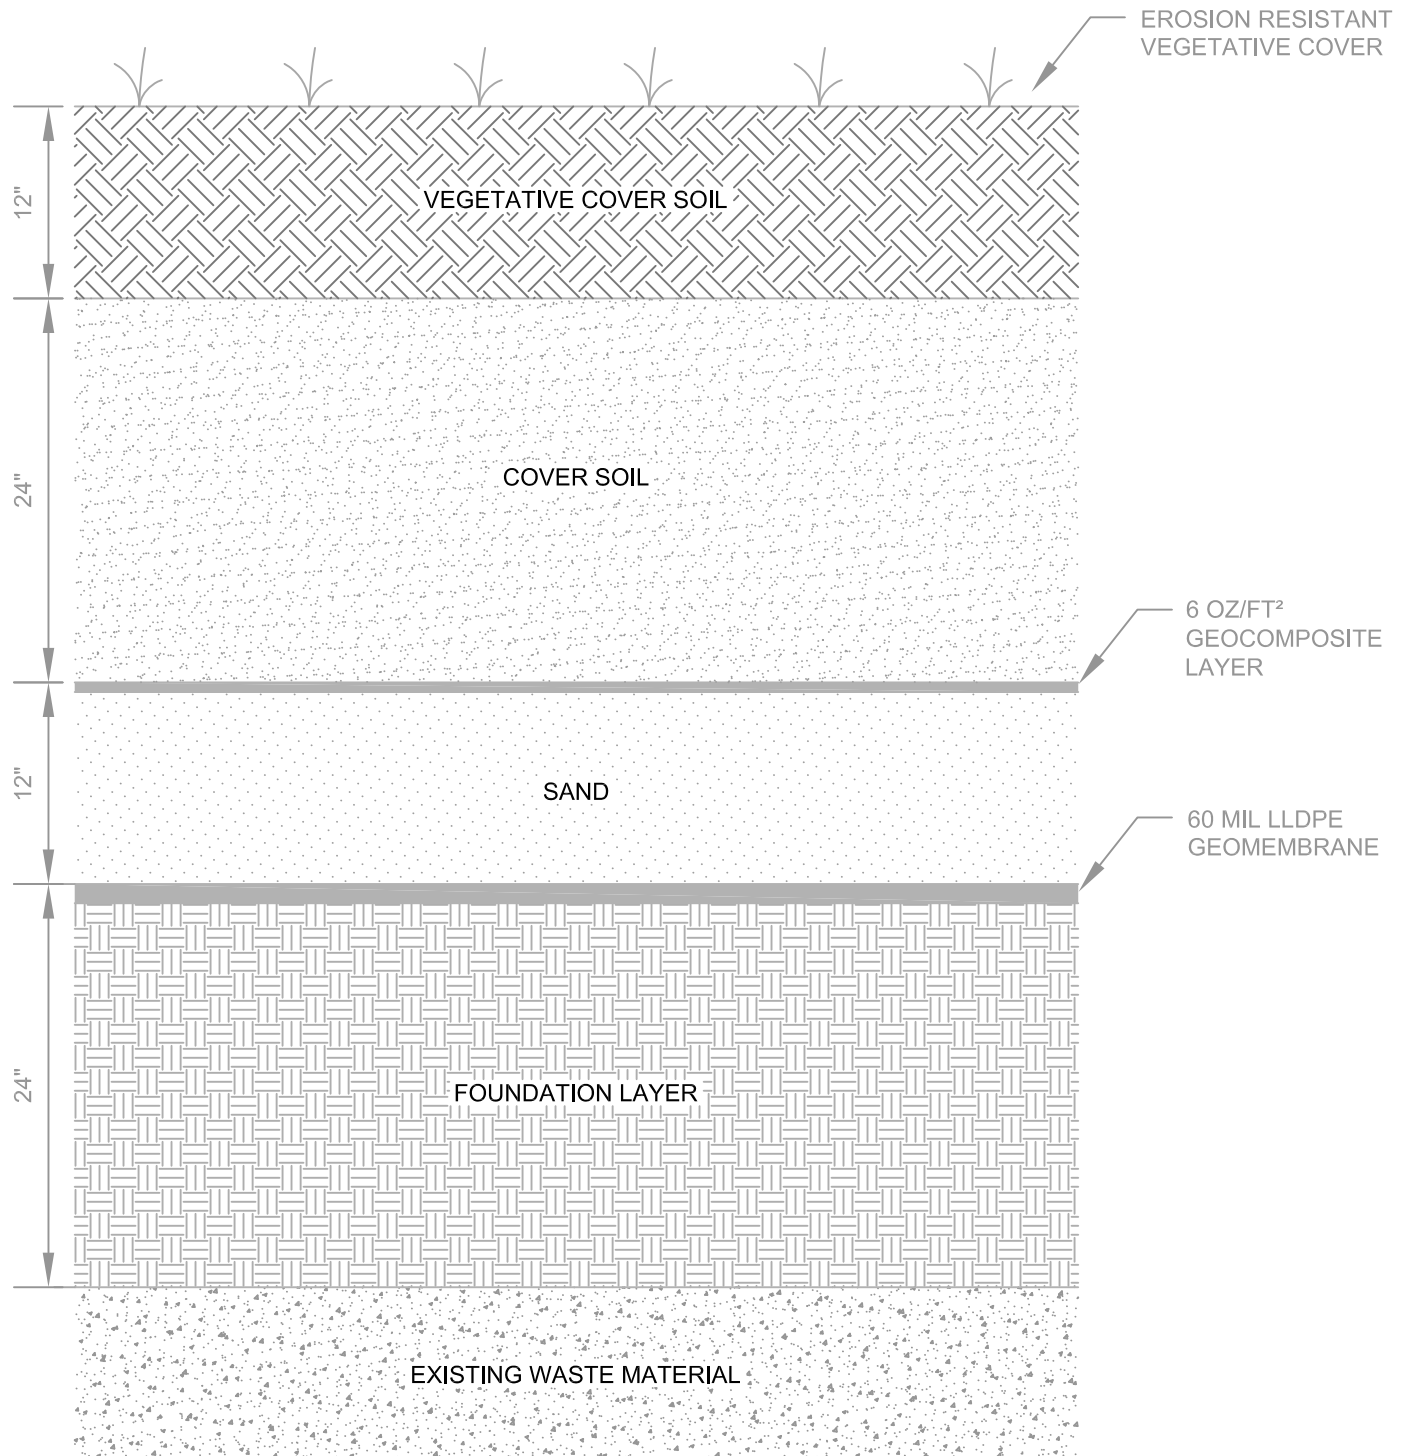 EROSION RESISTANT
VEGETATIVE COVER
12"
VEGETATIVE COVER SOIL
24"
COVER SOIL
6 OZ/FT²
GEOCOMPOSITE
LAYER
12"
SAND
60 MIL LLDPE
GEOMEMBRANE
24"
FOUNDATION LAYER
EXISTING WASTE MATERIAL